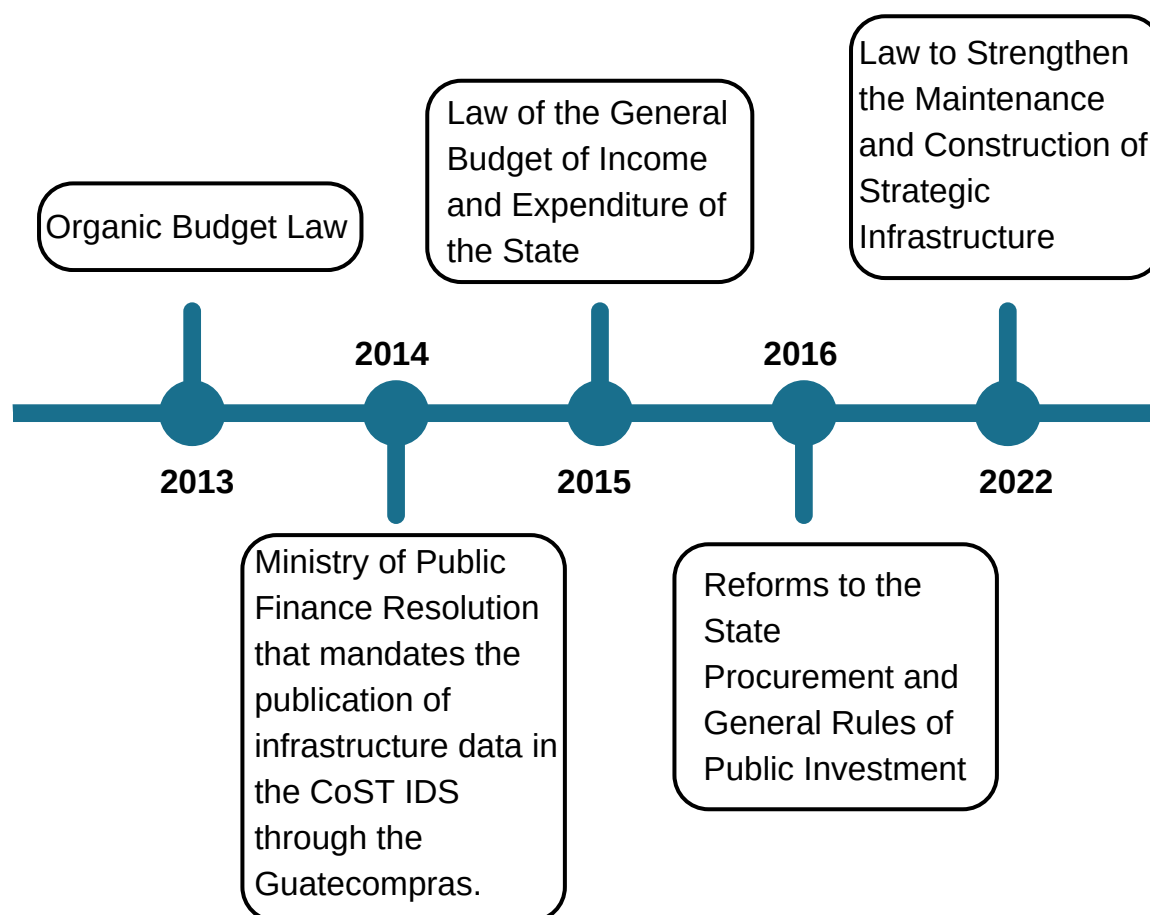 Organic Budget Law
2013
2014
Ministry of Public
Finance Resolution
that mandates the
publication of
infrastructure data in
the CoST IDS
through the
Guatecompras.
Law of the General
Budget of Income
and Expenditure of
the State
2015
2016
Reforms to the
State
Procurement and
General Rules of
Public Investment
Law to Strengthen
the Maintenance
and Construction of
Strategic
Infrastructure
2022